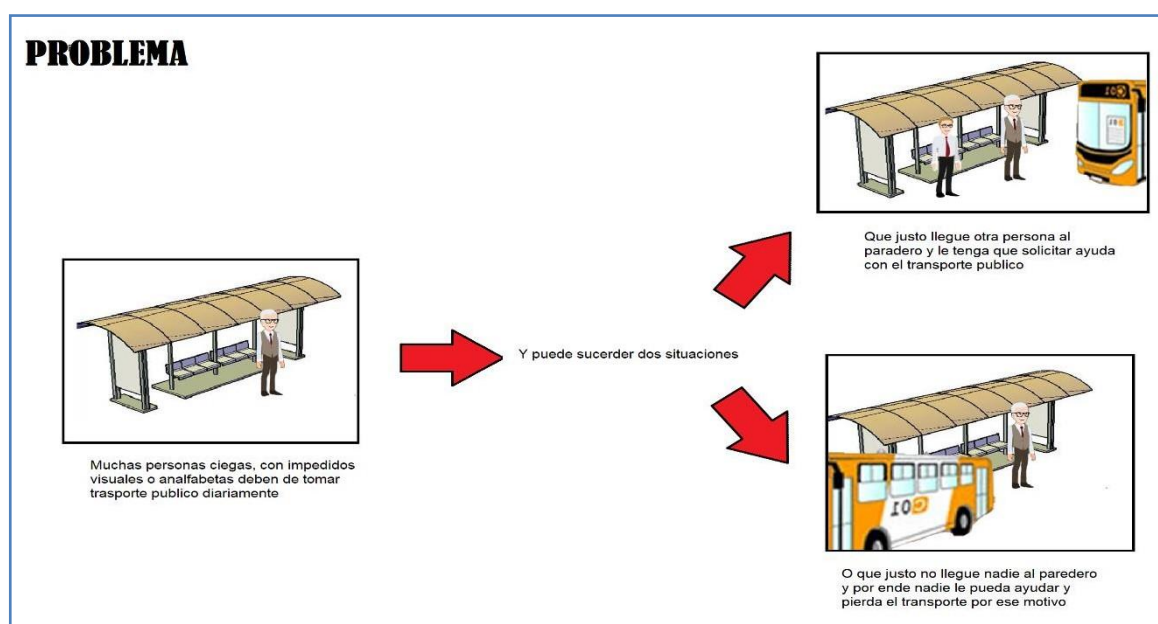 PROBLEMA
Que justo llegue otra persona al
paradero y le tenga que solicitar ayuda
con el transporte publico
Y puede sucerder dos situaciones
Muchas personas ciegas, con impedidos
visuales o analfabetas deben de tomar
trasporte publico diariamente
C01
O que justo no llegue nadie al paredero
y por ende nadie le pueda ayudar y
pierda el transporte por ese motivo